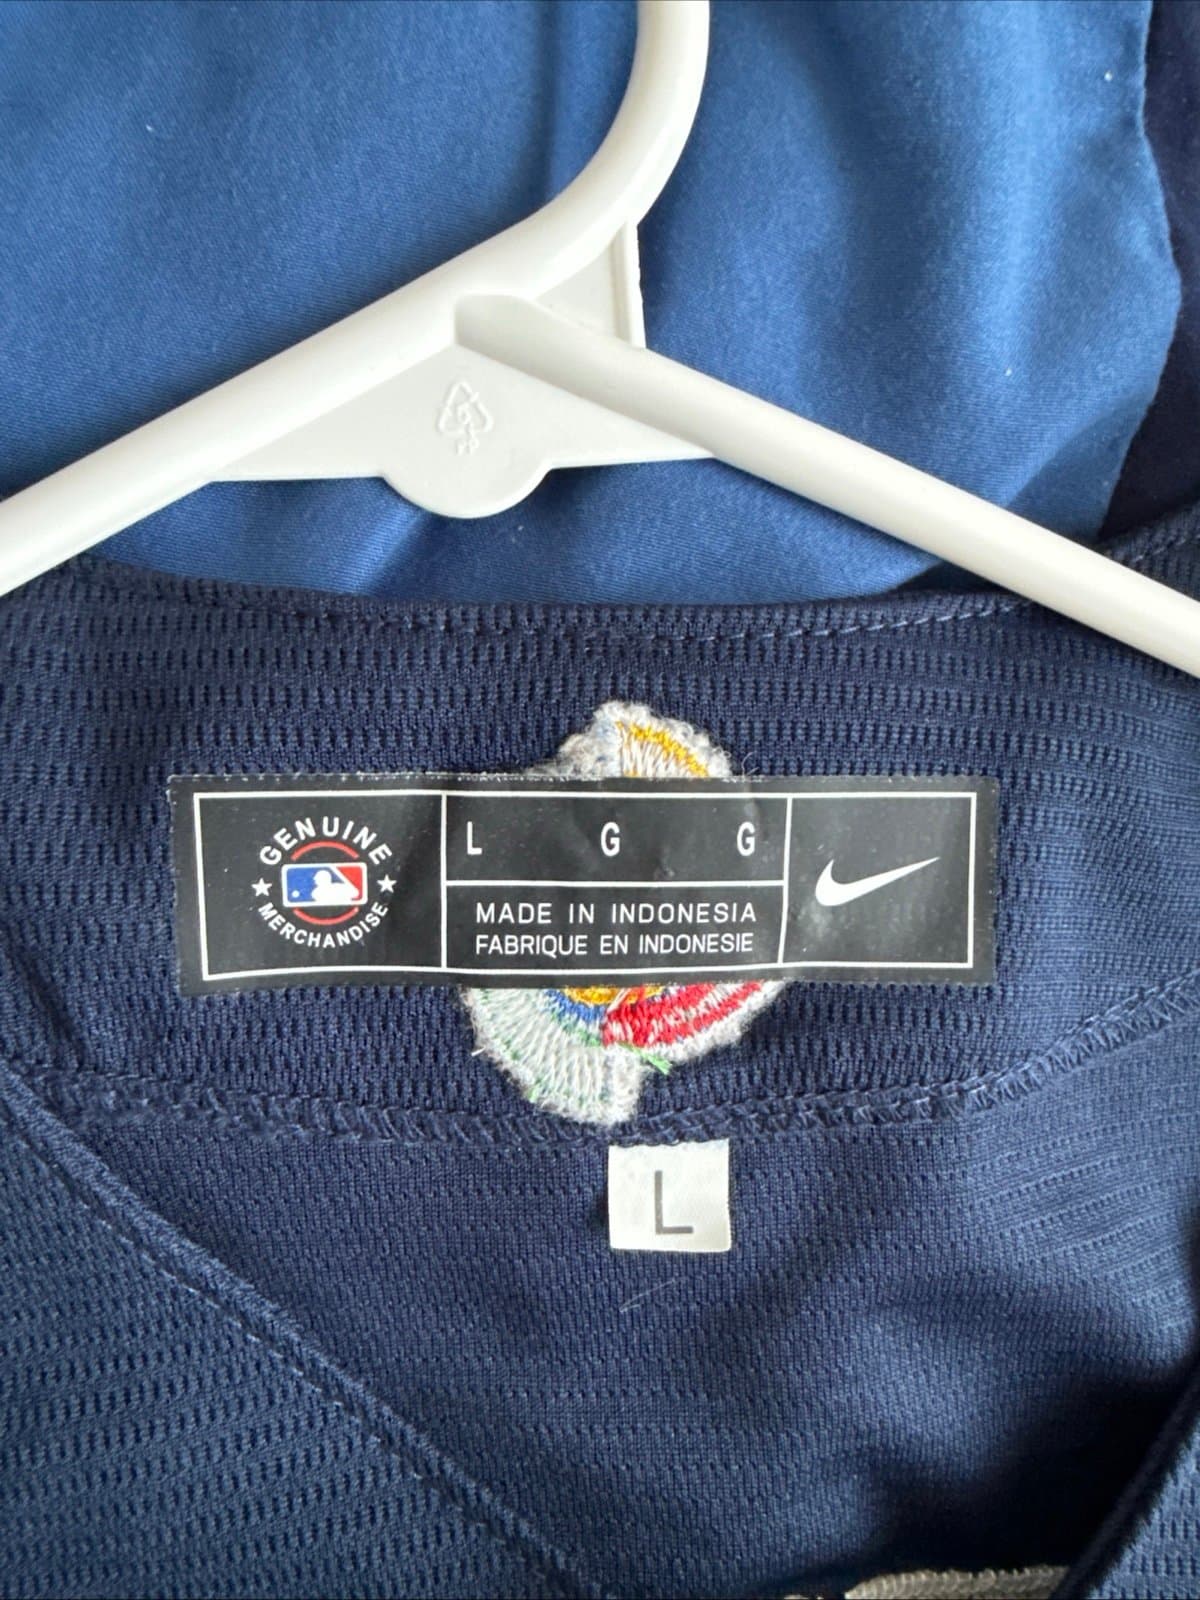 GENUINE
MERCHANDISE
L G G
MADE IN INDONESIA
FABRIQUE EN INDONESIE
L